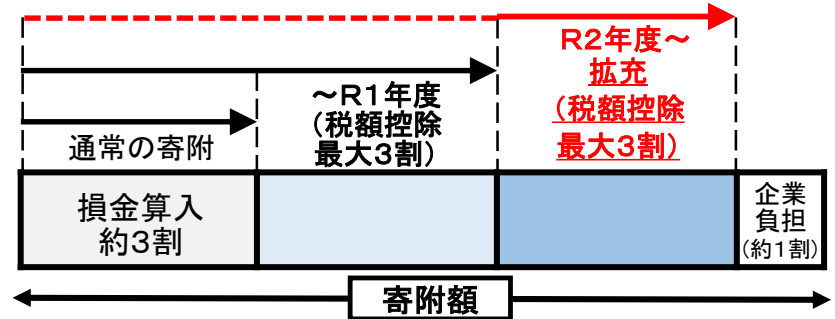 R2年度～
拡充
(税額控除
最大3割)
～R1年度
(税額控除
最大3割)
通常の寄附
損金算入
約3割
企業
負担
(約1割)
寄附額